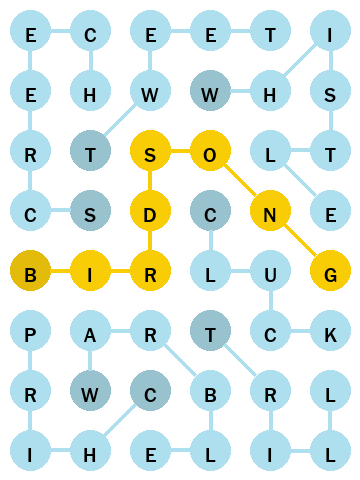 E C E E T I
E H W W H S
R T S O L T
C S D C N E
B I R L U G
P A R T C K
R W C B R L
I H E L I L